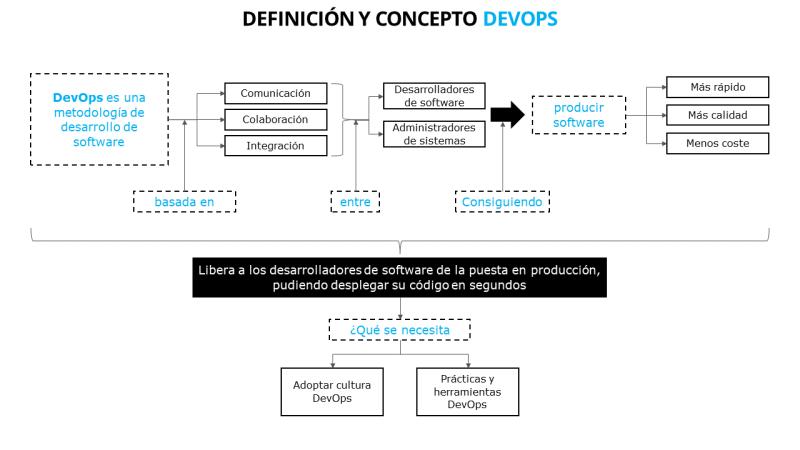 DEFINICIÓN Y CONCEPTO DEVOPS
DevOps es una
metodología de
desarrollo de
software
Comunicación
Colaboración
Integración
Desarrolladores
de software
Administradores
de sistemas
producir
software
Más rápido
Más calidad
Menos coste
basada en
entre
Consiguiendo
Libera a los desarrolladores de software de la puesta en producción,
pudiendo desplegar su código en segundos
¿Qué se necesita
Adoptar cultura
DevOps
Prácticas y
herramientas
DevOps